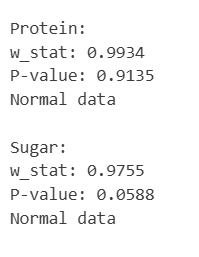 Protein:
w_stat: 0.9934
P-value: 0.9135
Normal data
Sugar:
w_stat: 0.9755
P-value: 0.0588
Normal data